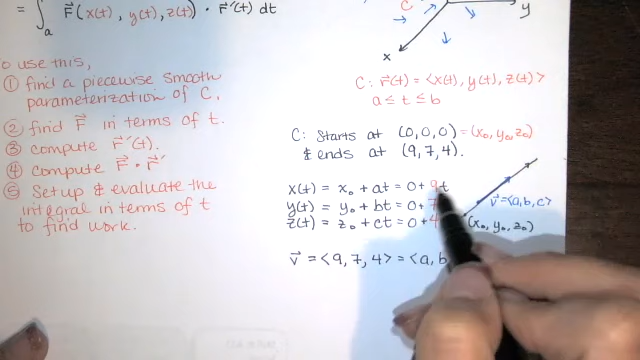 = ∫ₐ F⃗(x(t), y(t), z(t)) · r⃗'(t) dt
y
x
C: r⃗(t) = <x(t), y(t), z(t)>
a ≤ t ≤ b
To use this,
① find a piecewise smooth
parameterization of C.
② find F⃗ in terms of t.
③ compute r⃗'(t).
④ compute F⃗ · r⃗'
⑤ Setup & evaluate the
integral in terms of t
to find work.
C: Starts at (0,0,0) = (x₀, y₀, z₀)
& ends at (9,7,4).
x(t) = x₀ + at = 0 + 9t
y(t) = y₀ + bt = 0 + 7
z(t) = z₀ + ct = 0 + 4
v⃗ = <a,b,c>
(x₀, y₀, z₀)
v⃗ = <9, 7, 4> = <a, b